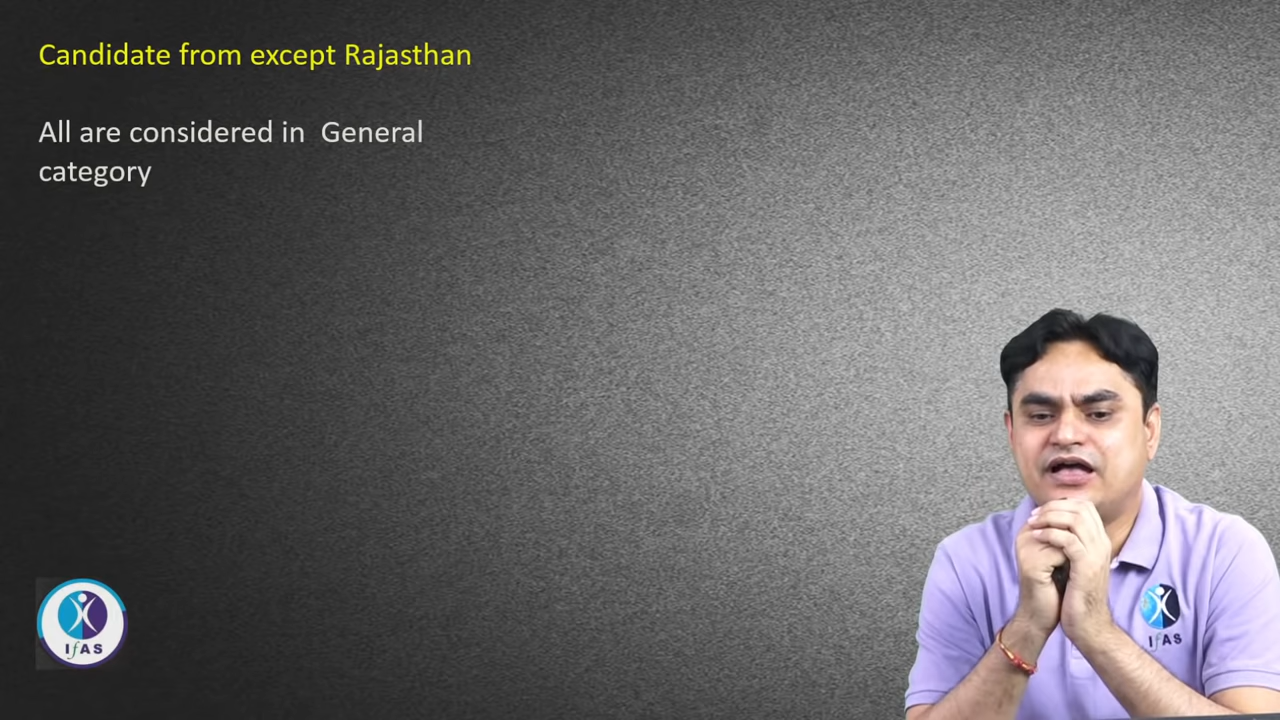 Candidate from except Rajasthan
All are considered in  General
category
IfAS
IfAS